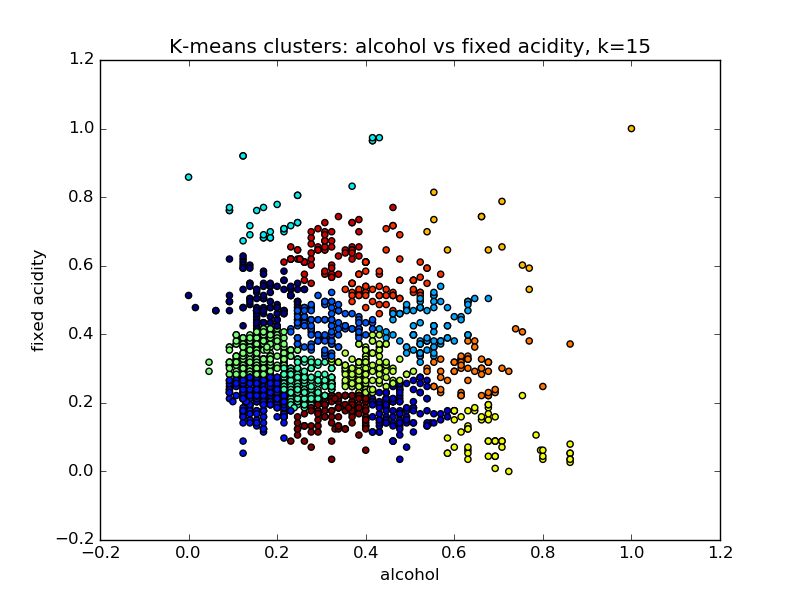 K-means clusters: alcohol vs fixed acidity, k=15
1.2
1.0
0.8
0.6
0.4
0.2
0.0
−0.2
fixed acidity
−0.2 0.0 0.2 0.4 0.6 0.8 1.0 1.2
alcohol